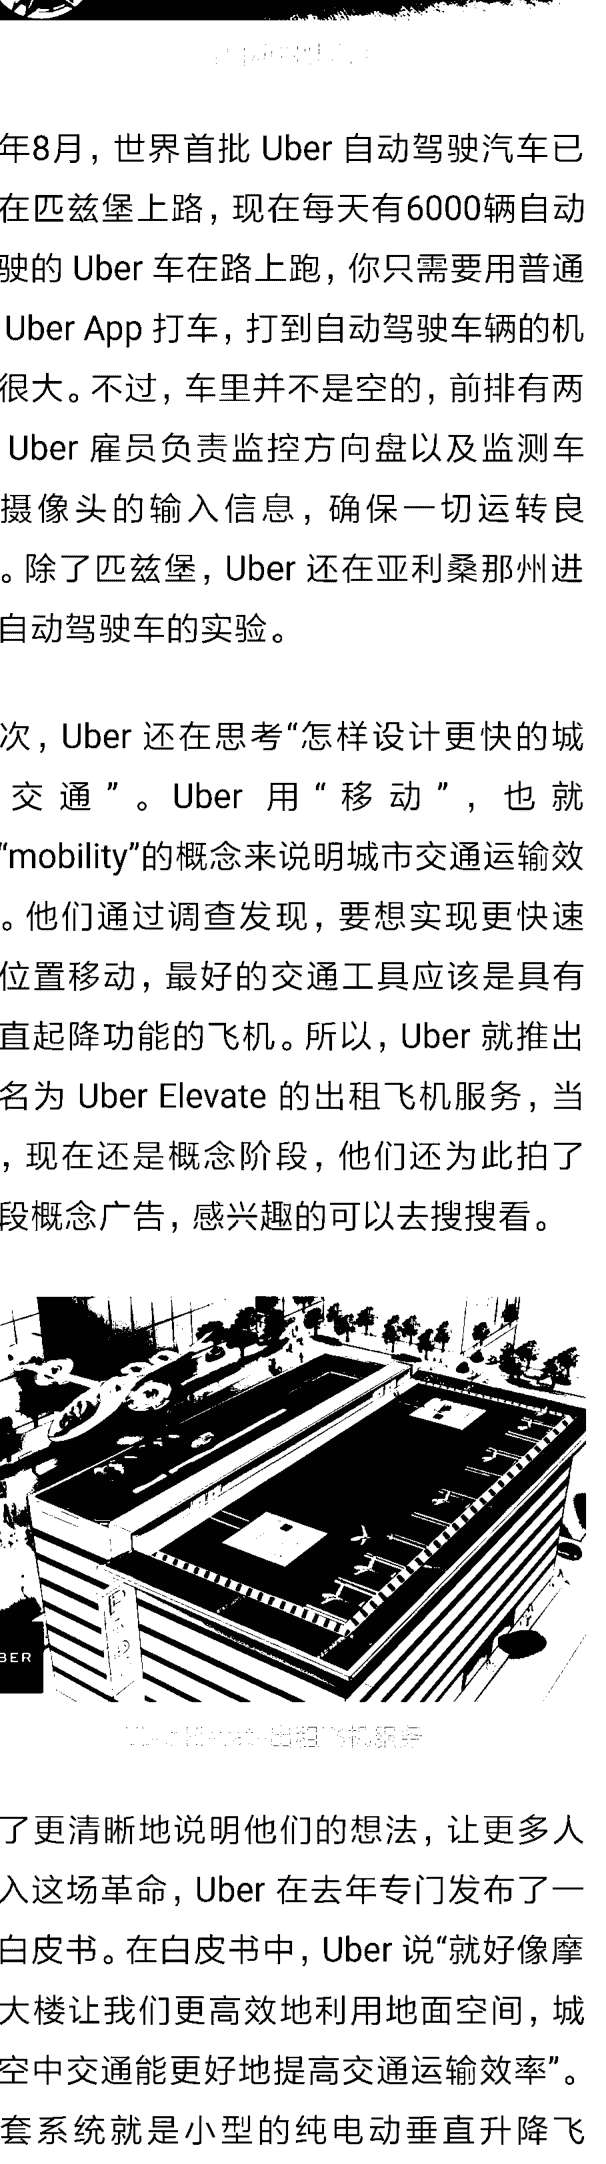 年8月，世界首批 Uber 自动驾驶汽车已
在匹兹堡上路，现在每天有6000辆自动
驶的 Uber 车在路上跑，你只需要用普通
Uber App 打车，打到自动驾驶车辆的机
很大。不过，车里并不是空的，前排有两
Uber 雇员负责监控方向盘以及监测车
摄像头的输入信息，确保一切运转良
。除了匹兹堡，Uber 还在亚利桑那州进
自动驾驶车的实验。
次，Uber 还在思考“怎样设计更快的城
交通”。Uber 用“移动”，也就
“mobility”的概念来说明城市交通运输效
。他们通过调查发现，要想实现更快速
位置移动，最好的交通工具应该是具有
直起降功能的飞机。所以，Uber 就推出
名为 Uber Elevate 的出租飞机服务，当
，现在还是概念阶段，他们还为此拍了
段概念广告，感兴趣的可以去搜搜看。
BER
出租飞机服务
了更清晰地说明他们的想法，让更多人
入这场革命，Uber 在去年专门发布了一
白皮书。在白皮书中，Uber 说“就好像摩
大楼让我们更高效地利用地面空间，城
空中交通能更好地提高交通运输效率”。
套系统就是小型的纯电动垂直升降飞